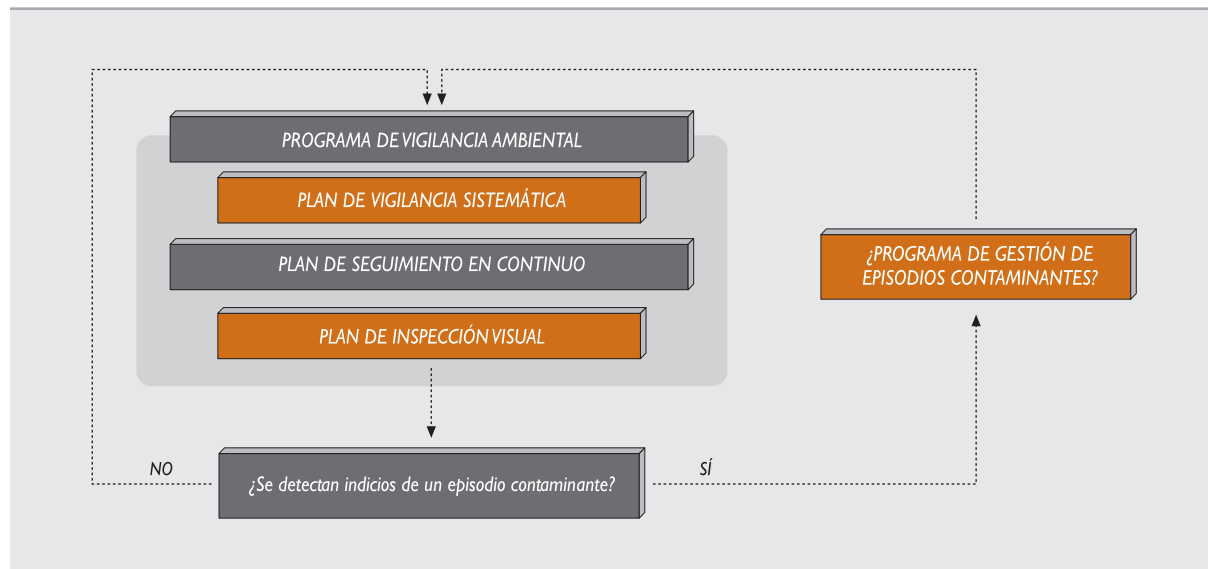 PROGRAMA DE VIGILANCIA AMBIENTAL
PLAN DE VIGILANCIA SISTEMÁTICA
PLAN DE SEGUIMIENTO EN CONTINUO
PLAN DE INSPECCIÓN VISUAL
¿PROGRAMA DE GESTIÓN DE
EPISODIOS CONTAMINANTES?
NO
¿Se detectan indicios de un episodio contaminante?
SÍ